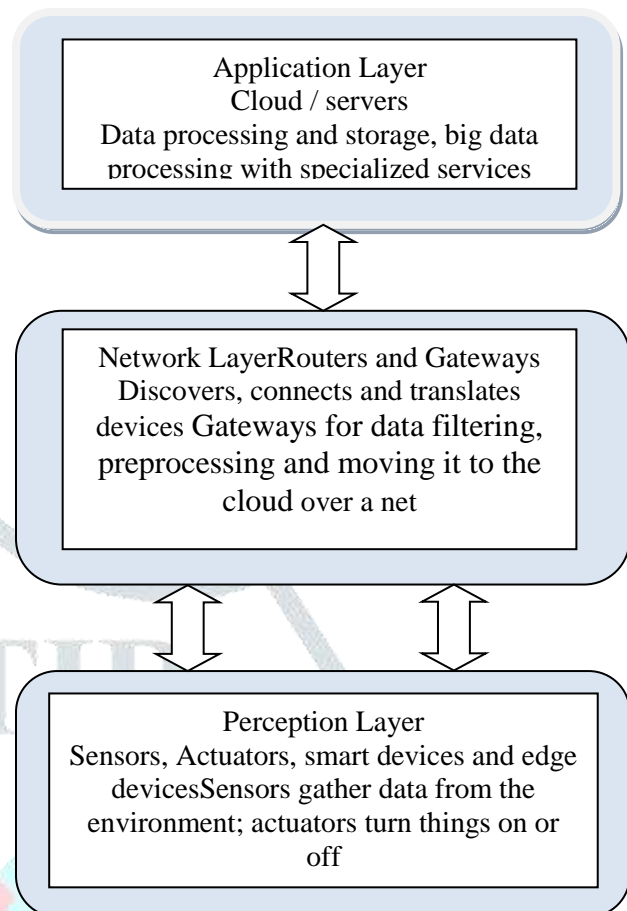 Application Layer
Cloud / servers
Data processing and storage, big data
processing with specialized services
Network LayerRouters and Gateways
Discovers, connects and translates
devices Gateways for data filtering,
preprocessing and moving it to the
cloud over a net
Perception Layer
Sensors, Actuators, smart devices and edge
devicesSensors gather data from the
environment; actuators turn things on or
off